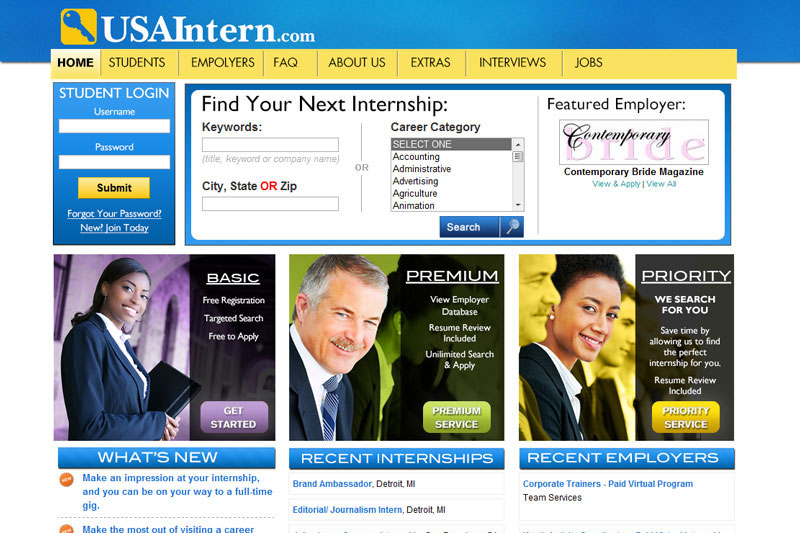 USAIntern.com
HOME STUDENTS EMPOLYERS FAQ ABOUT US EXTRAS INTERVIEWS JOBS
STUDENT LOGIN
Username
Password
Submit
Forgot Your Password?
New? Join Today
Find Your Next Internship:
Keywords:
(title, keyword or company name)
City, State OR Zip
OR
Career Category
SELECT ONE
Accounting
Administrative
Advertising
Agriculture
Animation
Search
Featured Employer:
Contemporary
bride
Contemporary Bride Magazine
View & Apply | View All
BASIC
Free Registration
Targeted Search
Free to Apply
GET
STARTED
PREMIUM
View Employer
Database
Resume Review
Included
Unlimited Search
& Apply
PREMIUM
SERVICE
PRIORITY
WE SEARCH
FOR YOU
Save time by
allowing us to find
the perfect
internship for you.
Resume Review
Included
PRIORITY
SERVICE
WHAT'S NEW
Make an impression at your internship,
and you can be on your way to a full-time
gig.
Make the most out of visiting a career
RECENT INTERNSHIPS
Brand Ambassador, Detroit, MI
Editorial/ Journalism Intern, Detroit, MI
RECENT EMPLOYERS
Corporate Trainers - Paid Virtual Program
Team Services